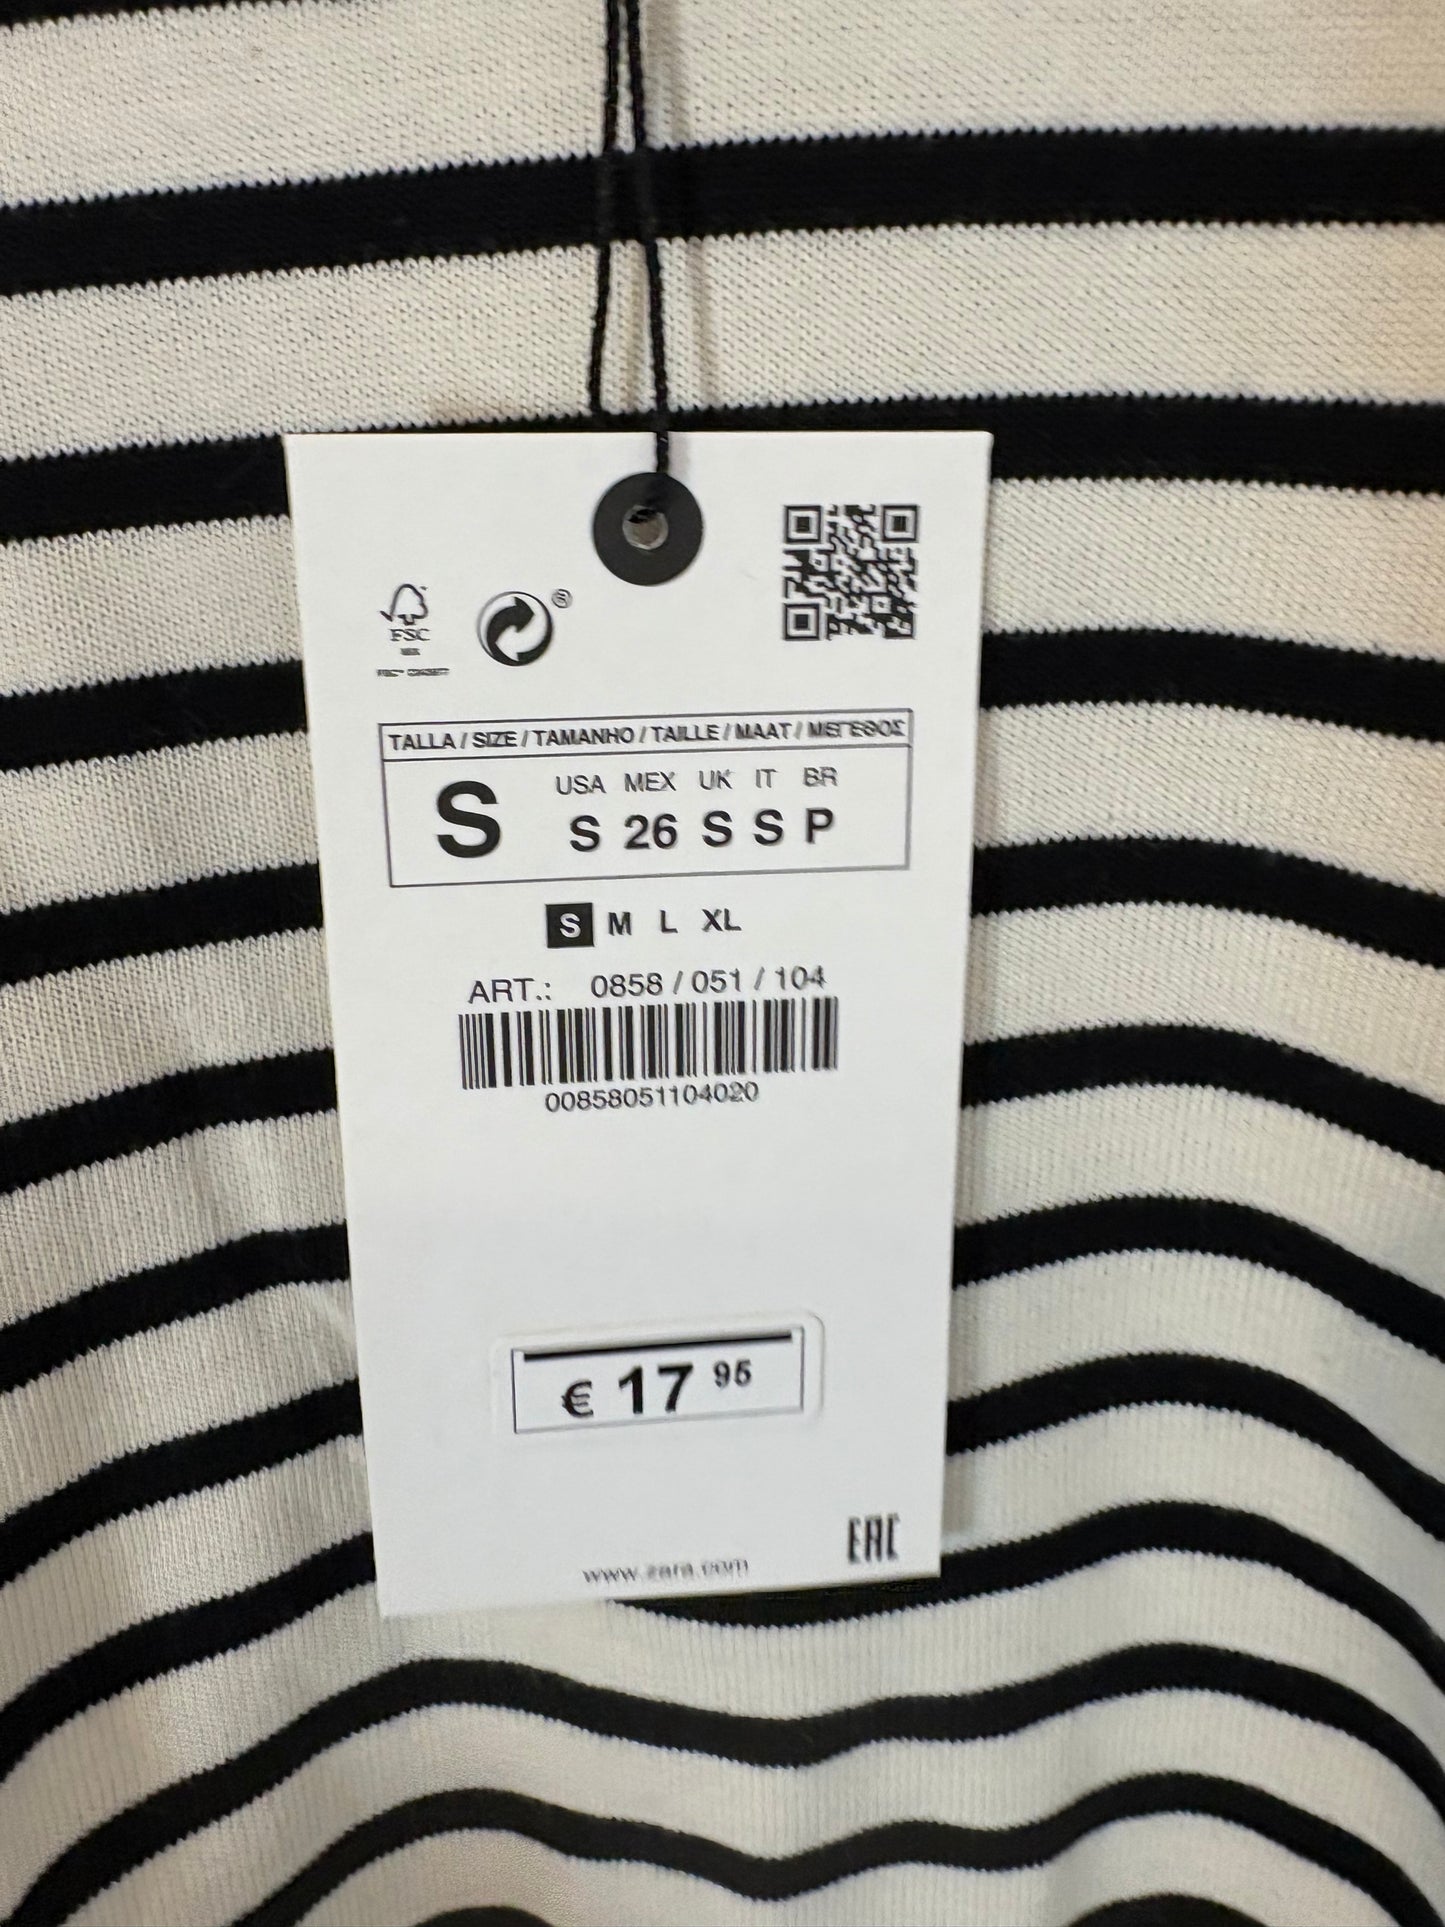 ®
FSC
TALLA / SIZE / TAMANHO / TAILLE / MAAT / ΜΕΓΕΘΟΣ
USA MEX UK IT BR
S S 26 S S P
S M L XL
ART.: 0858 / 051 / 104
00858051104020
€ 17 95
EAC
www.zara.com